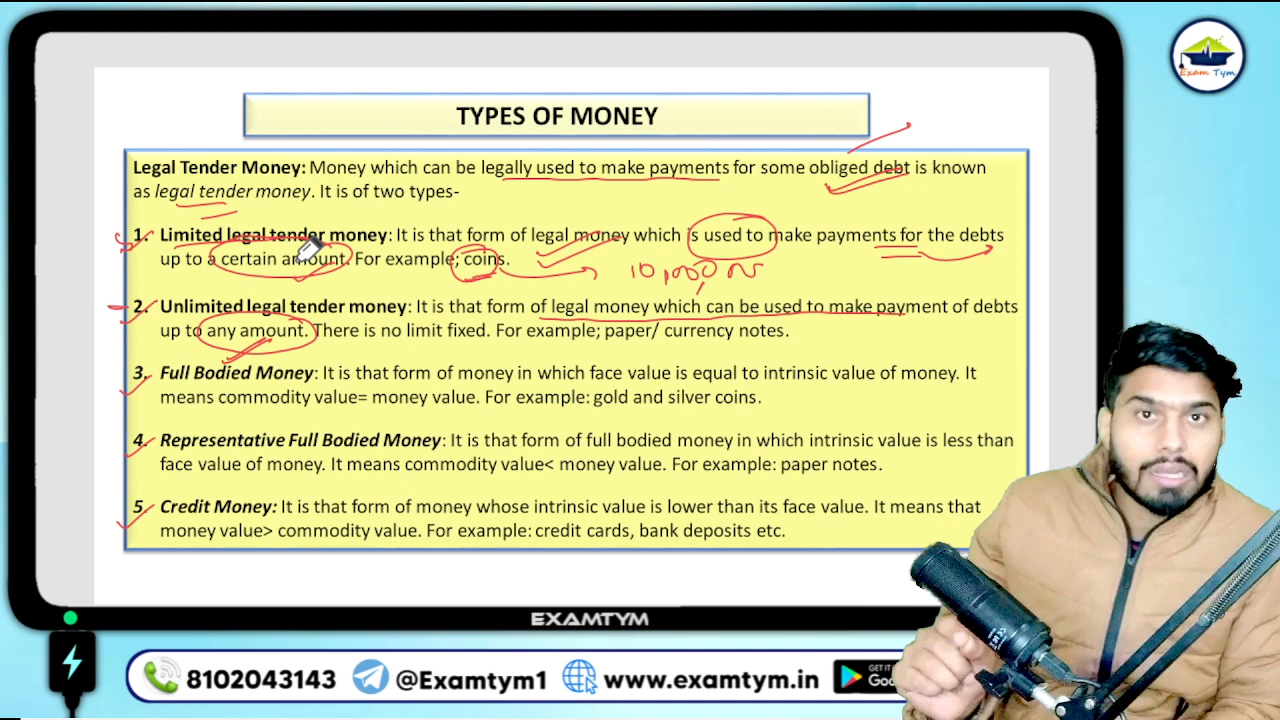 Exam Tym
TYPES OF MONEY
Legal Tender Money: Money which can be legally used to make payments for some obliged debt is known
as legal tender money. It is of two types-
1. Limited legal tender money: It is that form of legal money which is used to make payments for the debts
up to a certain amount. For example; coins.
10,000
2. Unlimited legal tender money: It is that form of legal money which can be used to make payment of debts
up to any amount. There is no limit fixed. For example; paper/ currency notes.
3. Full Bodied Money: It is that form of money in which face value is equal to intrinsic value of money. It
means commodity value= money value. For example: gold and silver coins.
4. Representative Full Bodied Money: It is that form of full bodied money in which intrinsic value is less than
face value of money. It means commodity value< money value. For example: paper notes.
5. Credit Money: It is that form of money whose intrinsic value is lower than its face value. It means that
money value> commodity value. For example: credit cards, bank deposits etc.
EXAMTYM
8102043143 @Examtym1 www.examtym.in GET IT